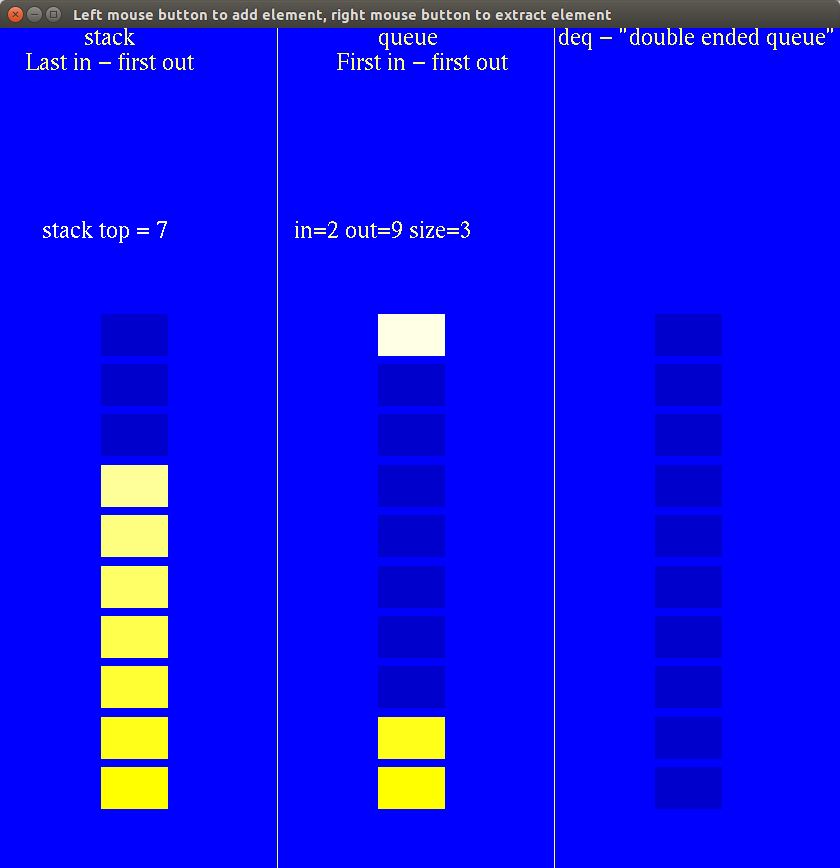 Left mouse button to add element, right mouse button to extract element
stack
Last in – first out
queue
First in – first out
deq – "double ended queue"
stack top = 7
in=2 out=9 size=3